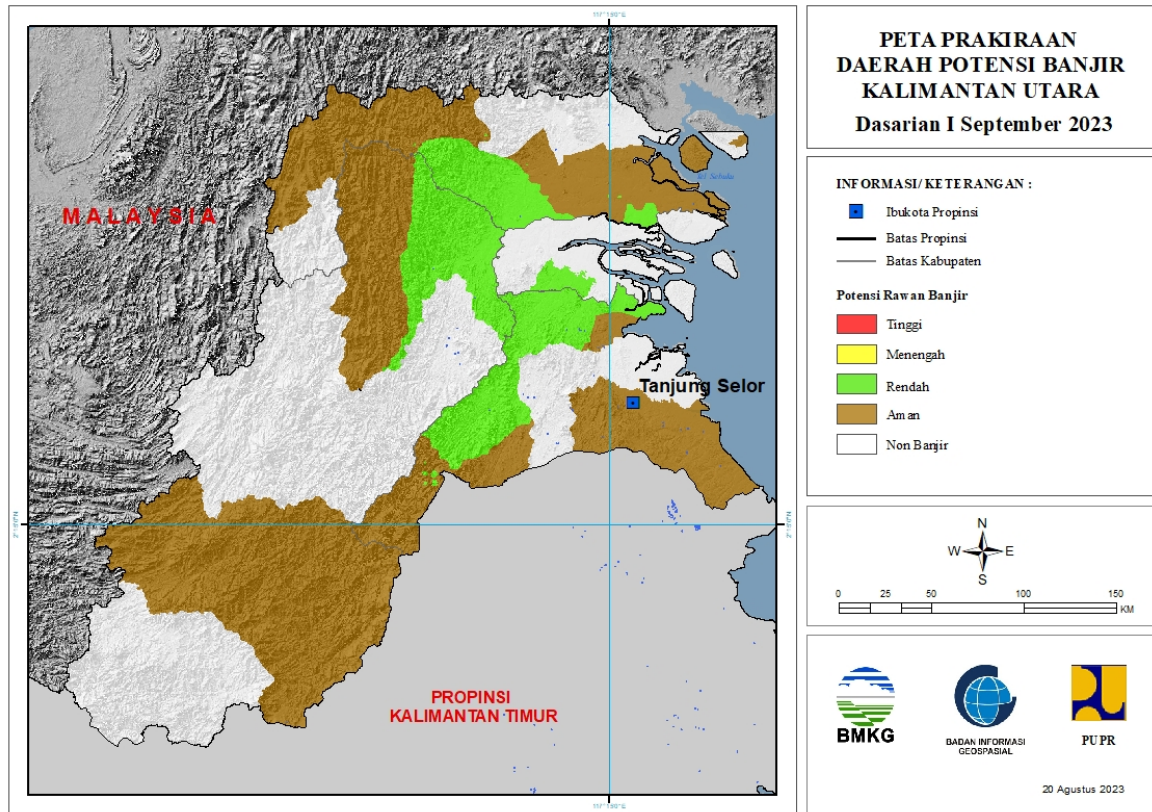 PETA PRAKIRAAN
DAERAH POTENSI BANJIR
KALIMANTAN UTARA
Dasarian I September 2023
INFORMASI/ KETERANGAN :
Ibukota Propinsi
Batas Propinsi
Batas Kabupaten
Potensi Rawan Banjir
Tinggi
Menengah
Rendah
Aman
Non Banjir
N
W E
S
0 25 50 100 150
KM
BMKG
BADAN INFORMASI
GEOSPASIAL
PUPR
20 Agustus 2023
MALAYSIA
Tanjung Selor
PROPINSI
KALIMANTAN TIMUR